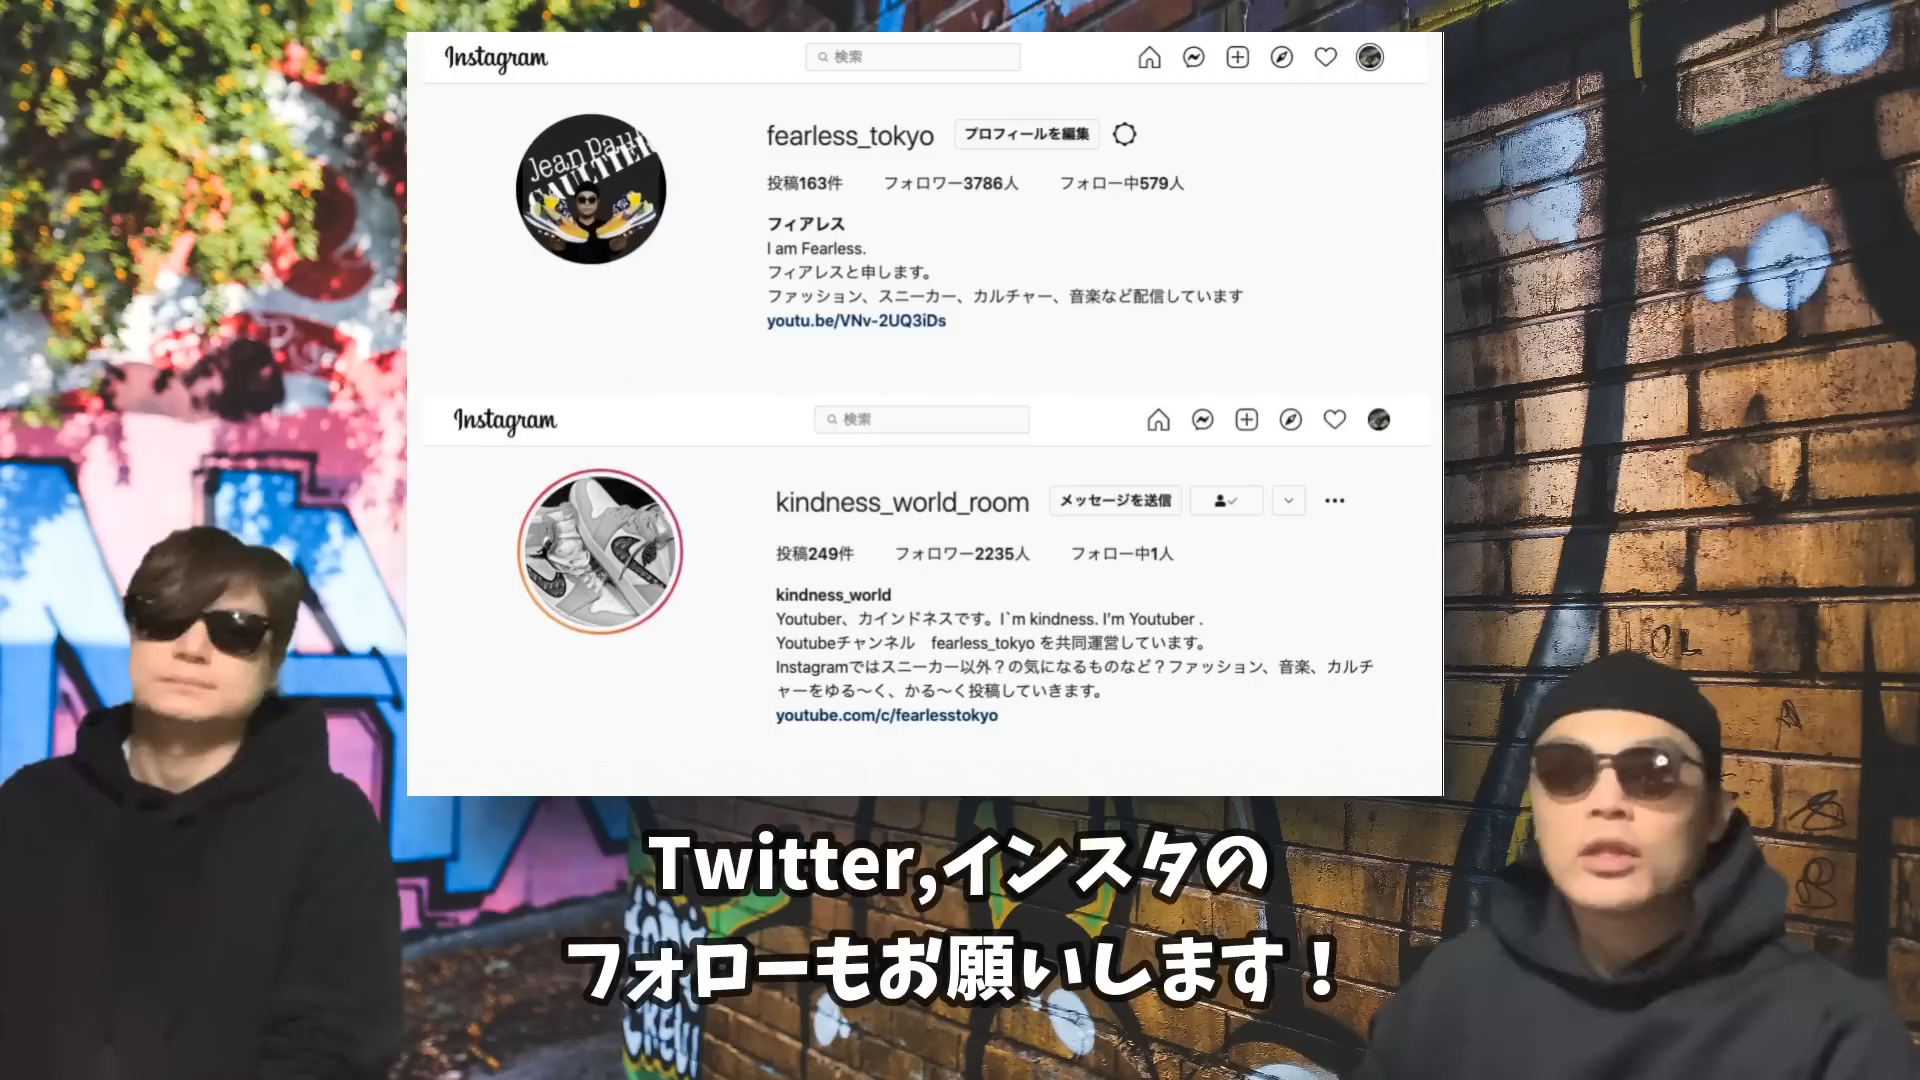 Instagram
検索
Jean Paul
GAULTIER
fearless_tokyo プロフィールを編集
投稿163件 フォロワー3786人 フォロー中579人
フィアレス
I am Fearless.
フィアレスと申します。
ファッション、スニーカー、カルチャー、音楽など配信しています
youtu.be/VNv-2UQ3iDs
Instagram
検索
kindness_world_room メッセージを送信
投稿249件 フォロワー2235人 フォロー中1人
kindness_world
Youtuber、カインドネスです。I`m kindness. I’m Youtuber .
Youtubeチャンネル　fearless_tokyo を共同運営しています。
Instagramではスニーカー以外？の気になるものなど？ファッション、音楽、カルチ
ャーをゆる〜く、かる〜く投稿していきます。
youtube.com/c/fearlesstokyo
LOL
Twitter,インスタの
フォローもお願いします！
CREW